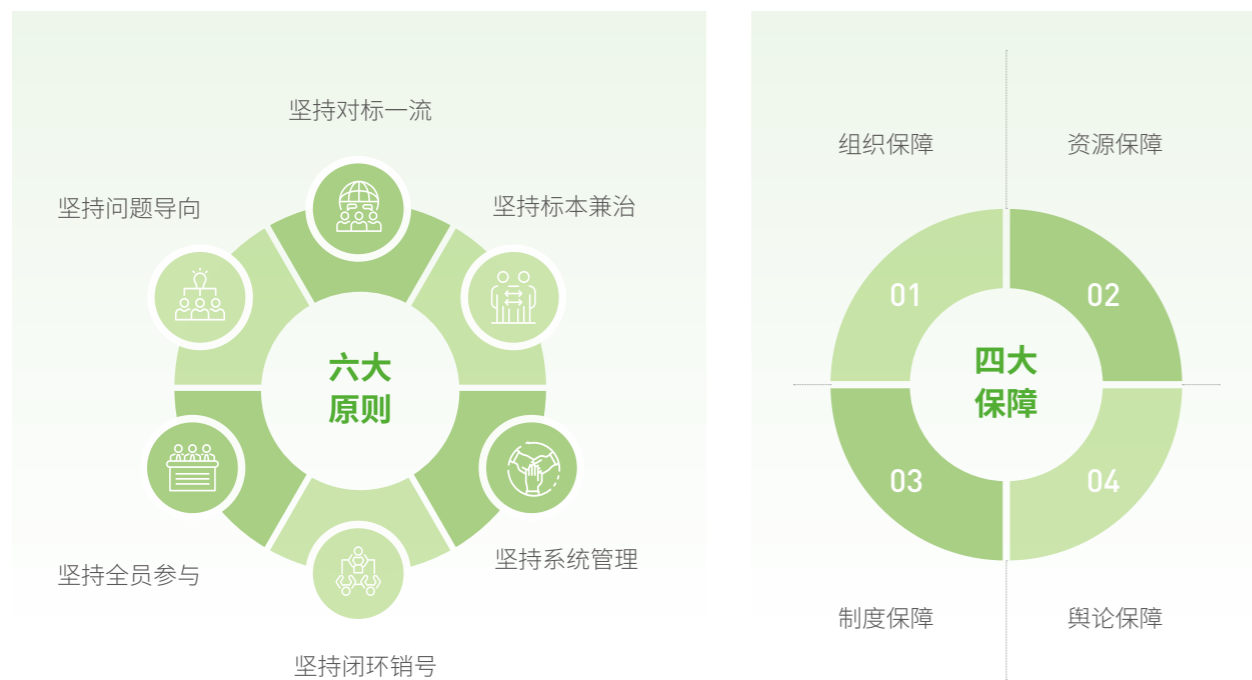 坚持对标一流
坚持问题导向
坚持标本兼治
六大
原则
坚持全员参与
坚持系统管理
坚持闭环销号
组织保障
资源保障
01
02
四大
保障
03
04
制度保障
舆论保障